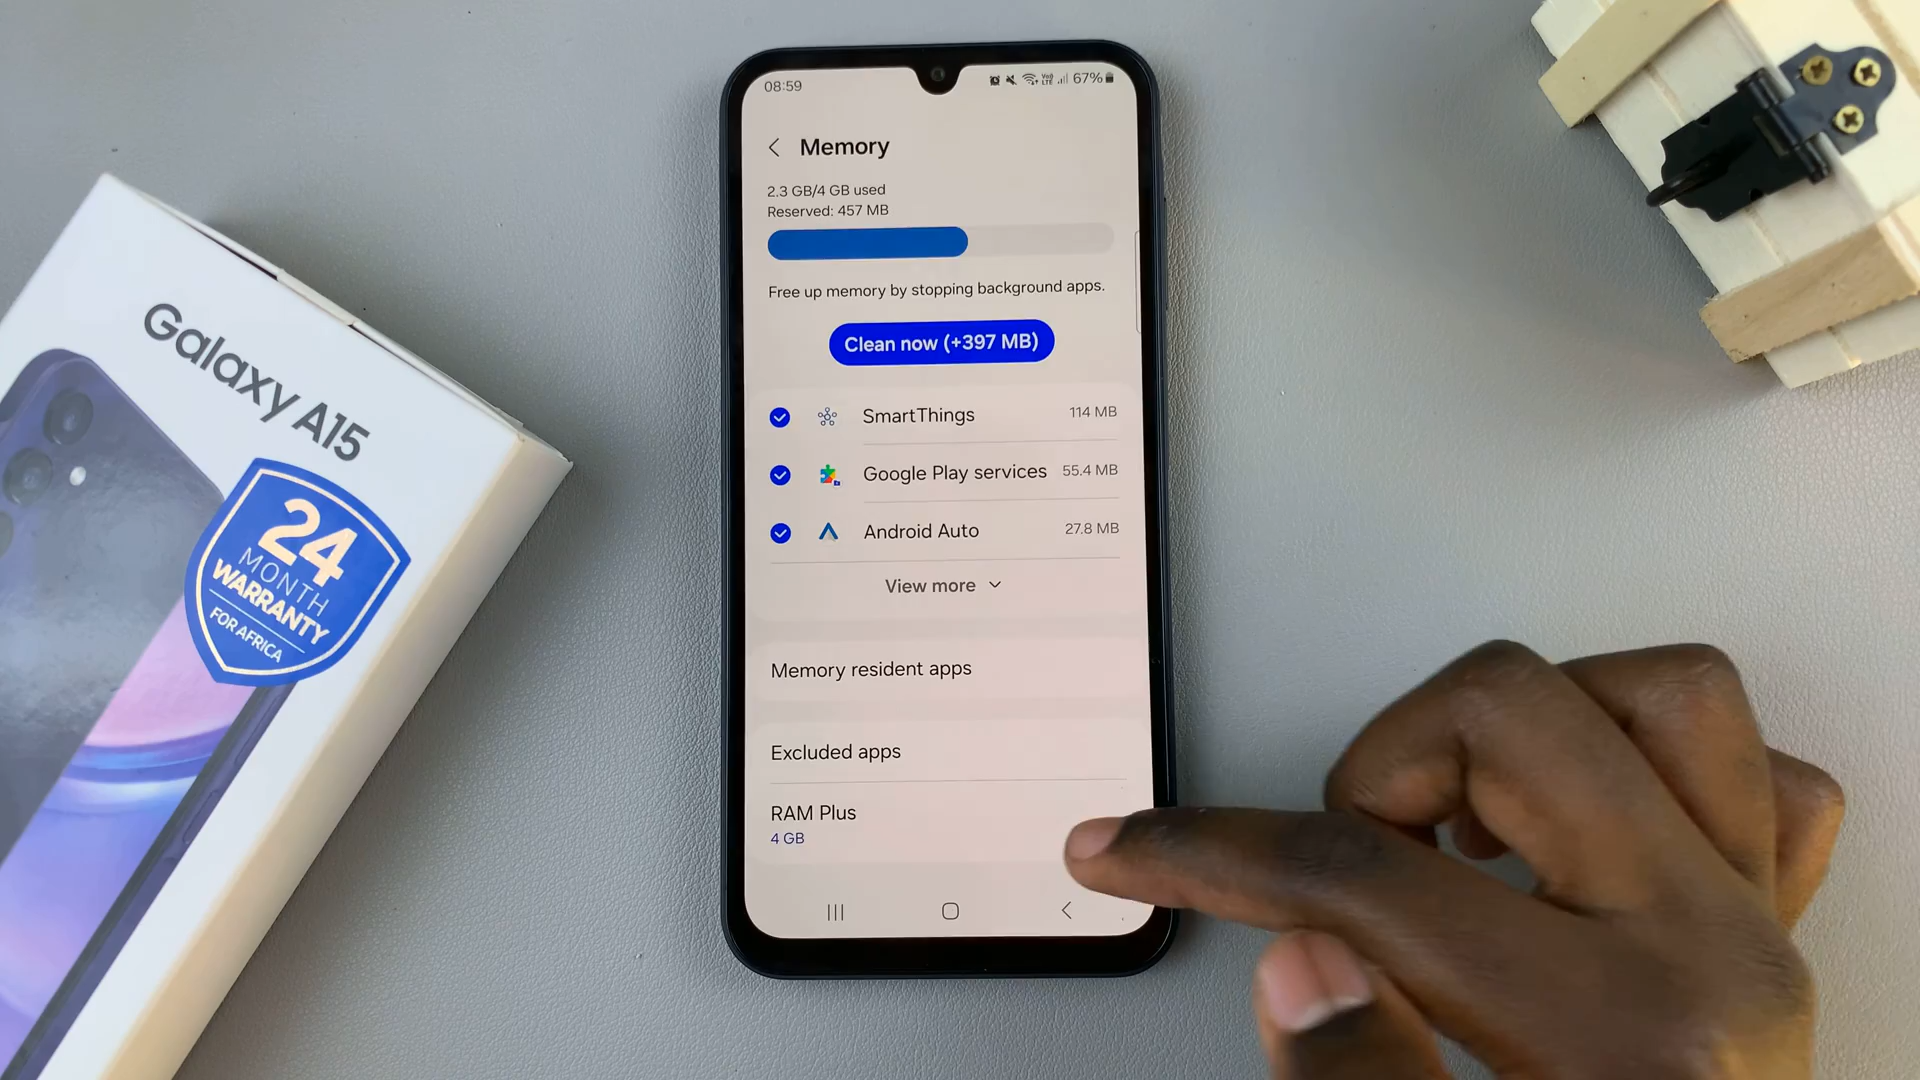 08:59
67%
Memory
2.3 GB/4 GB used
Reserved: 457 MB
Free up memory by stopping background apps.
Clean now (+397 MB)
SmartThings 114 MB
Google Play services 55.4 MB
Android Auto 27.8 MB
View more
Memory resident apps
Excluded apps
RAM Plus
4 GB
Galaxy A15
24
MONTH
WARRANTY
FOR AFRICA